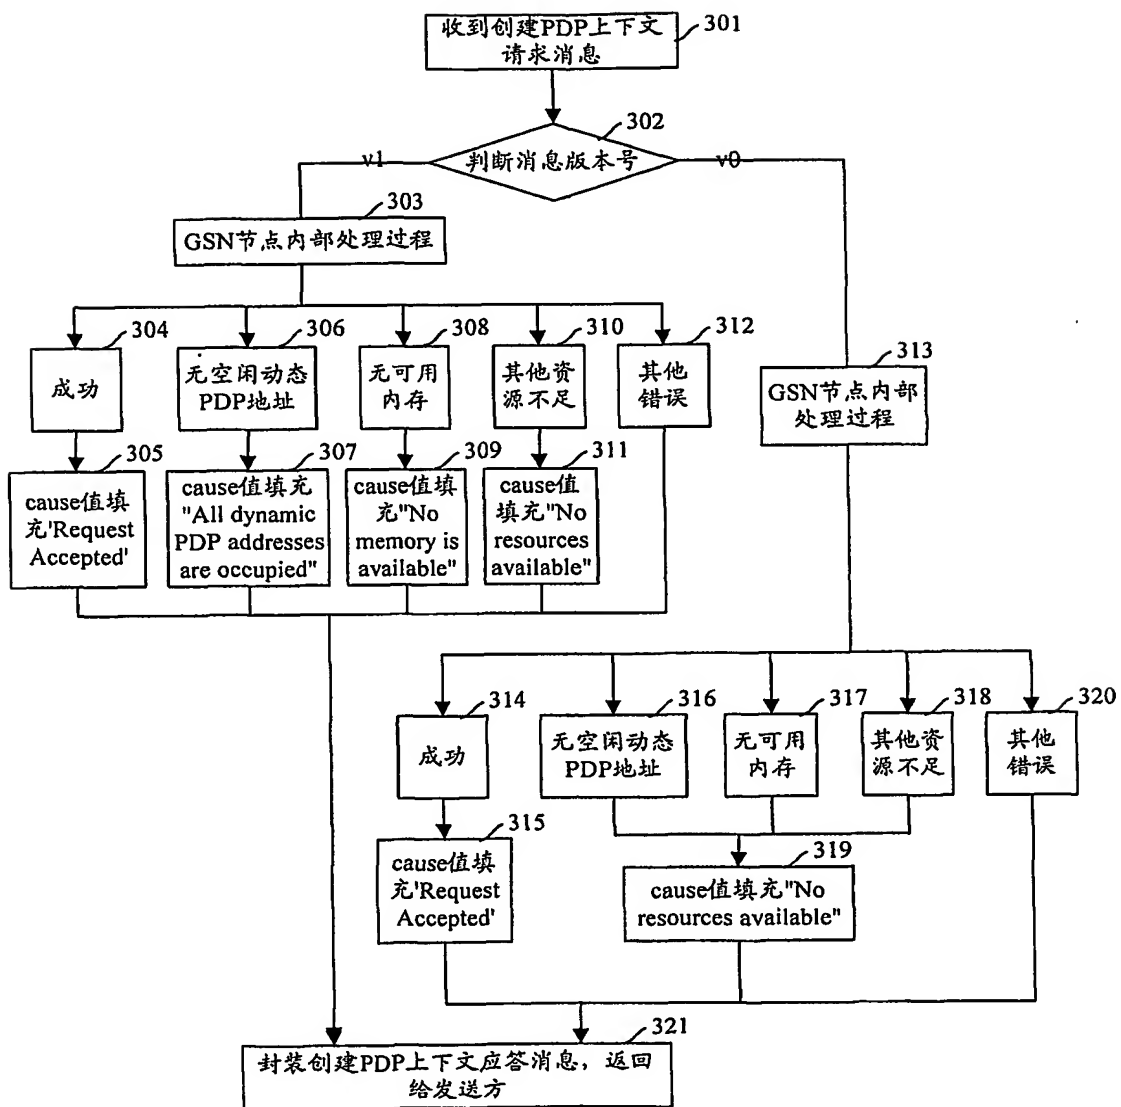 收到创建PDP上下文
请求消息
301
302
判断消息版本号
v1
v0
303
GSN节点内部处理过程
304
306
308
310
312
成功
无空闲动态
PDP地址
无可用
内存
其他资
源不足
其他
错误
313
GSN节点内部
处理过程
305
307
309
311
cause值填
充'Request
Accepted'
cause值填充
"All dynamic
PDP addresses
are occupied"
cause值填
充"No
memory is
available"
cause值
填充"No
resources
available"
314
316
317
318
320
成功
无空闲动态
PDP地址
无可用
内存
其他资
源不足
其他
错误
315
319
cause值填
充'Request
Accepted'
cause值填充"No
resources available"
321
封装创建PDP上下文应答消息，返回
给发送方